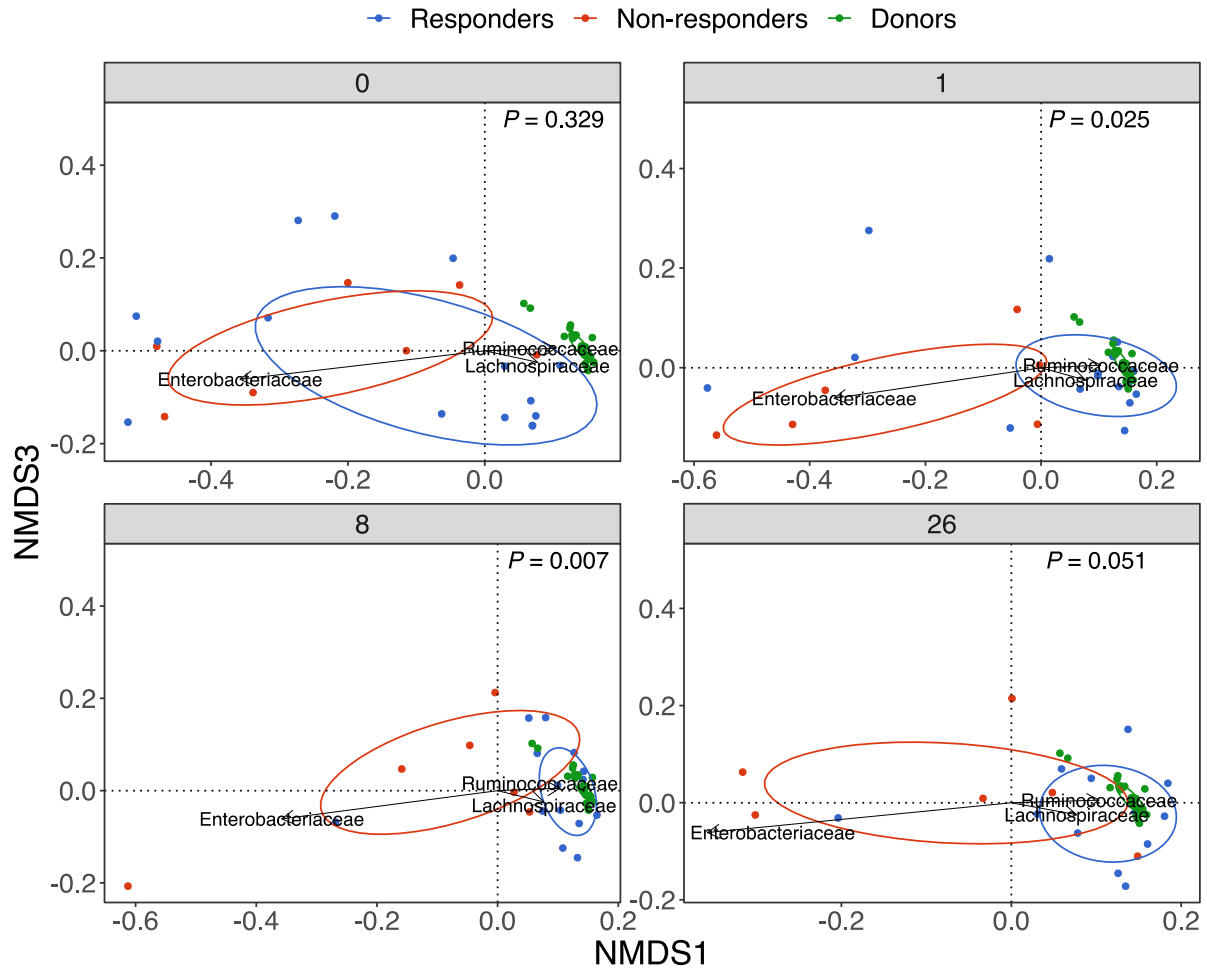 Responders Non-responders Donors
0
P = 0.329
0.4
0.2
0.0
-0.2
Ruminococcaceae
Lachnospiraceae
Enterobacteriaceae
-0.4 -0.2 0.0
1
P = 0.025
0.4
0.2
0.0
-0.2
Ruminococcaceae
Lachnospiraceae
Enterobacteriaceae
-0.6 -0.4 -0.2 0.0 0.2
8
P = 0.007
0.4
0.2
0.0
-0.2
Ruminococcaceae
Lachnospiraceae
Enterobacteriaceae
-0.6 -0.4 -0.2 0.0 0.2
26
P = 0.051
0.4
0.2
0.0
-0.2
Ruminococcaceae
Lachnospiraceae
Enterobacteriaceae
-0.2 0.0 0.2
NMDS3
NMDS1